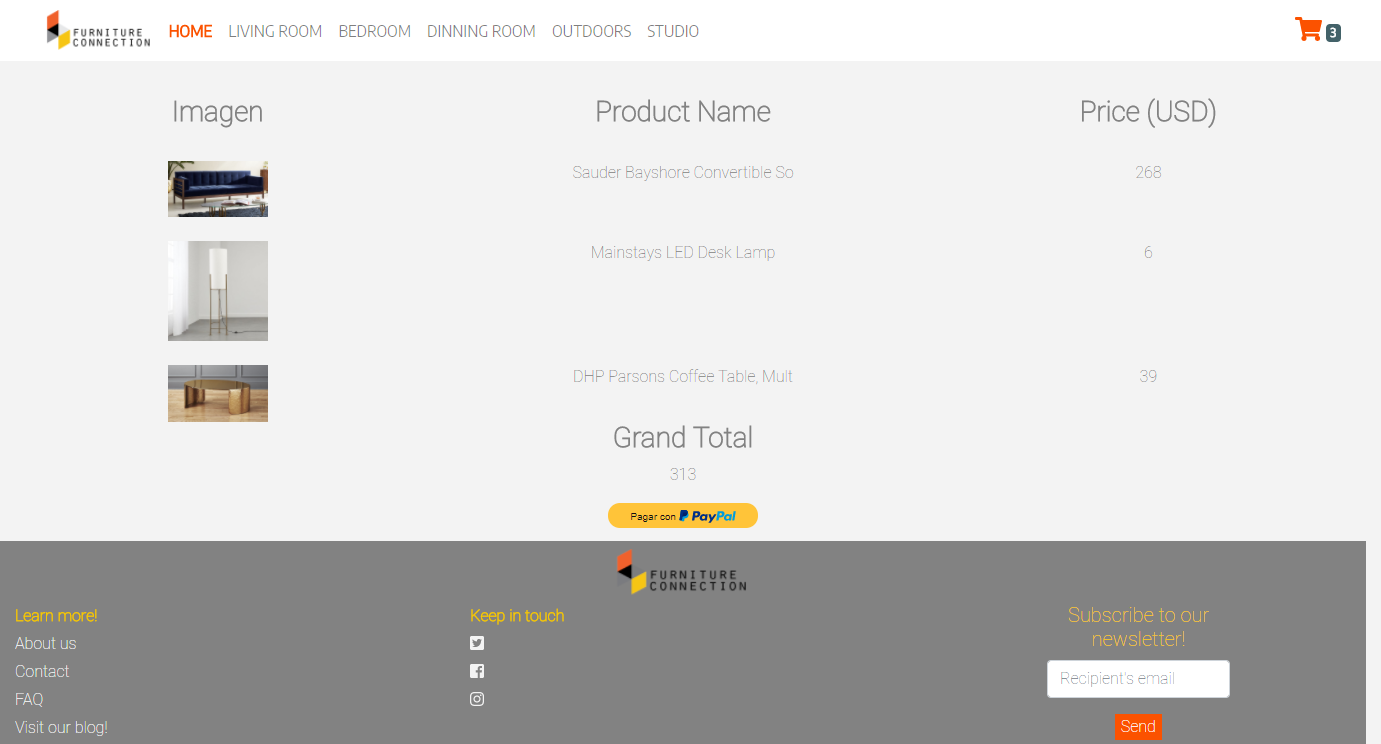 FURNITURE
CONNECTION
HOME LIVING ROOM BEDROOM DINNING ROOM OUTDOORS STUDIO 3
Imagen Product Name Price (USD)
Sauder Bayshore Convertible So 268
Mainstays LED Desk Lamp 6
DHP Parsons Coffee Table, Mult 39
Grand Total
313
Pagar con PayPal
FURNITURE
CONNECTION
Learn more!
About us
Contact
FAQ
Visit our blog!
Keep in touch
Subscribe to our
newsletter!
Recipient's email
Send